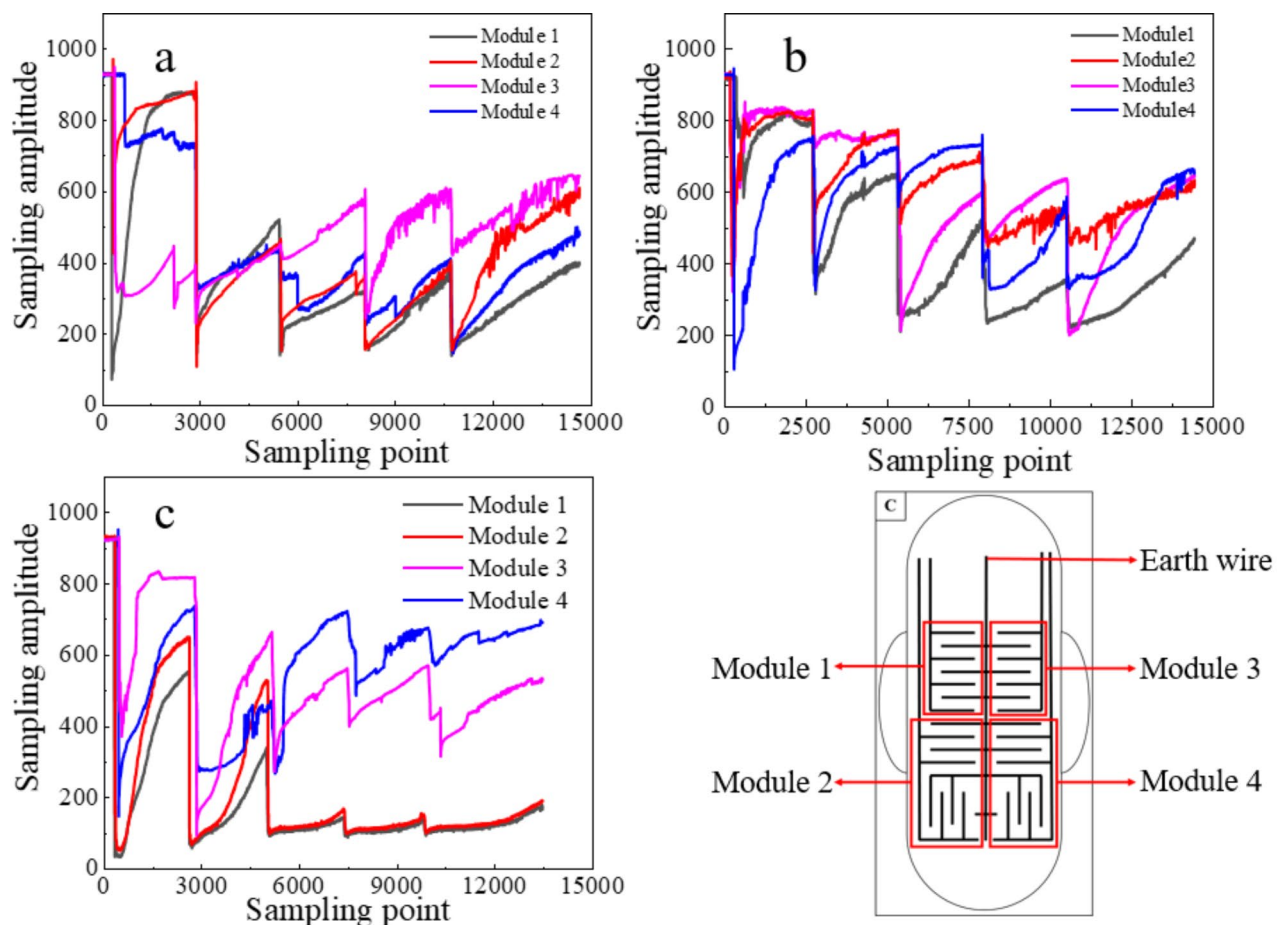 a
Module 1
Module 2
Module 3
Module 4
1000
800
600
400
200
0
Sampling amplitude
0 3000 6000 9000 12000 15000
Sampling point
b
Module1
Module2
Module3
Module4
1000
800
600
400
200
0
Sampling amplitude
0 2500 5000 7500 10000 12500 15000
Sampling point
c
Module 1
Module 2
Module 3
Module 4
1000
800
600
400
200
0
Sampling amplitude
0 3000 6000 9000 12000 15000
Sampling point
C
Earth wire
Module 1
Module 3
Module 2
Module 4